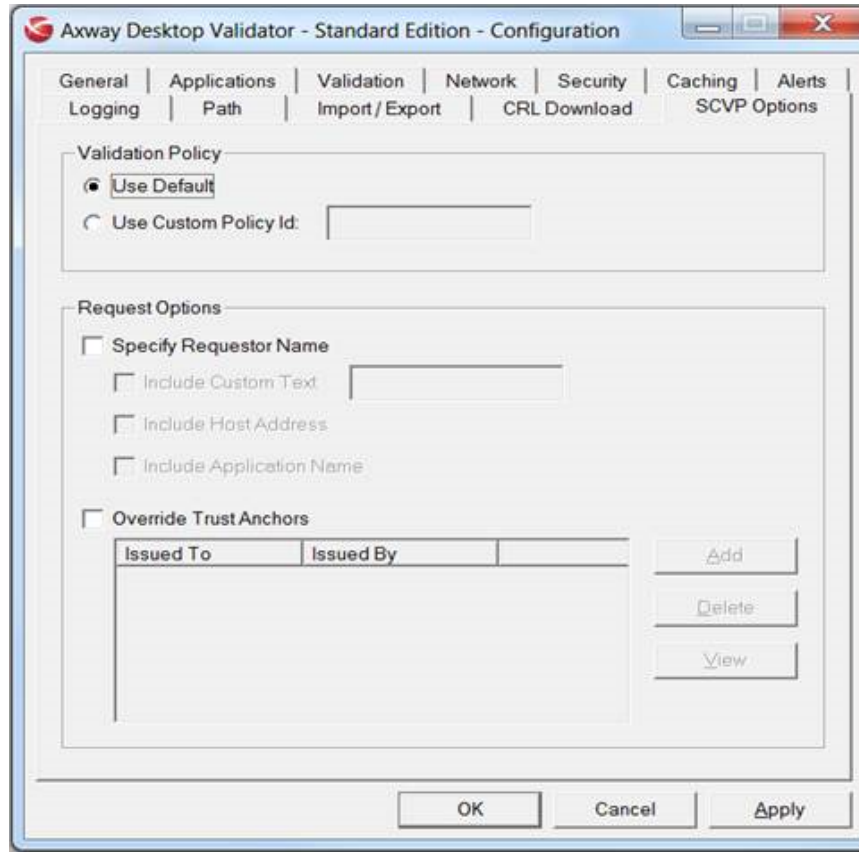 Axway Desktop Validator - Standard Edition - Configuration
General Applications Validation Network Security Caching Alerts
Logging Path Import / Export CRL Download SCVP Options
Validation Policy
Use Default
Use Custom Policy Id:
Request Options
Specify Requestor Name
Include Custom Text
Include Host Address
Include Application Name
Override Trust Anchors
Issued To Issued By
Add
Delete
View
OK Cancel Apply